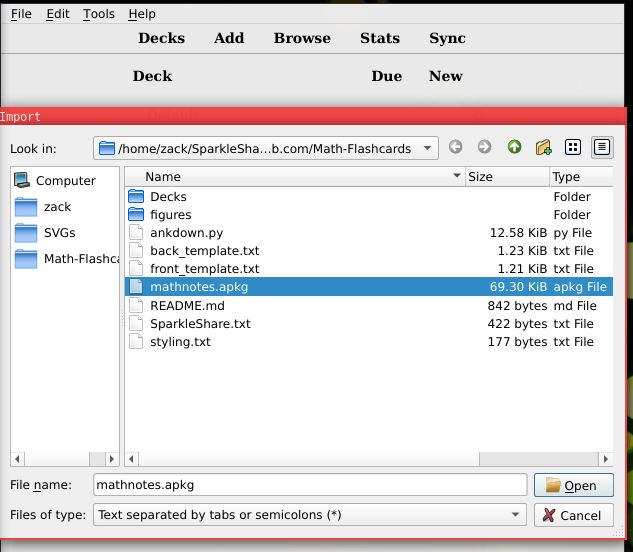 File Edit Tools Help
Decks Add Browse Stats Sync
Deck Due New
Import
Look in: /home/zack/SparkleSha...b.com/Math-Flashcards
Computer
zack
SVGs
Math-Flashca
Name Size Type
Decks Folder
figures Folder
ankdown.py 12.58 KiB py File
back_template.txt 1.23 KiB txt File
front_template.txt 1.21 KiB txt File
mathnotes.apkg 69.30 KiB apkg File
README.md 842 bytes md File
SparkleShare.txt 422 bytes txt File
styling.txt 177 bytes txt File
File name: mathnotes.apkg Open
Files of type: Text separated by tabs or semicolons (*) Cancel